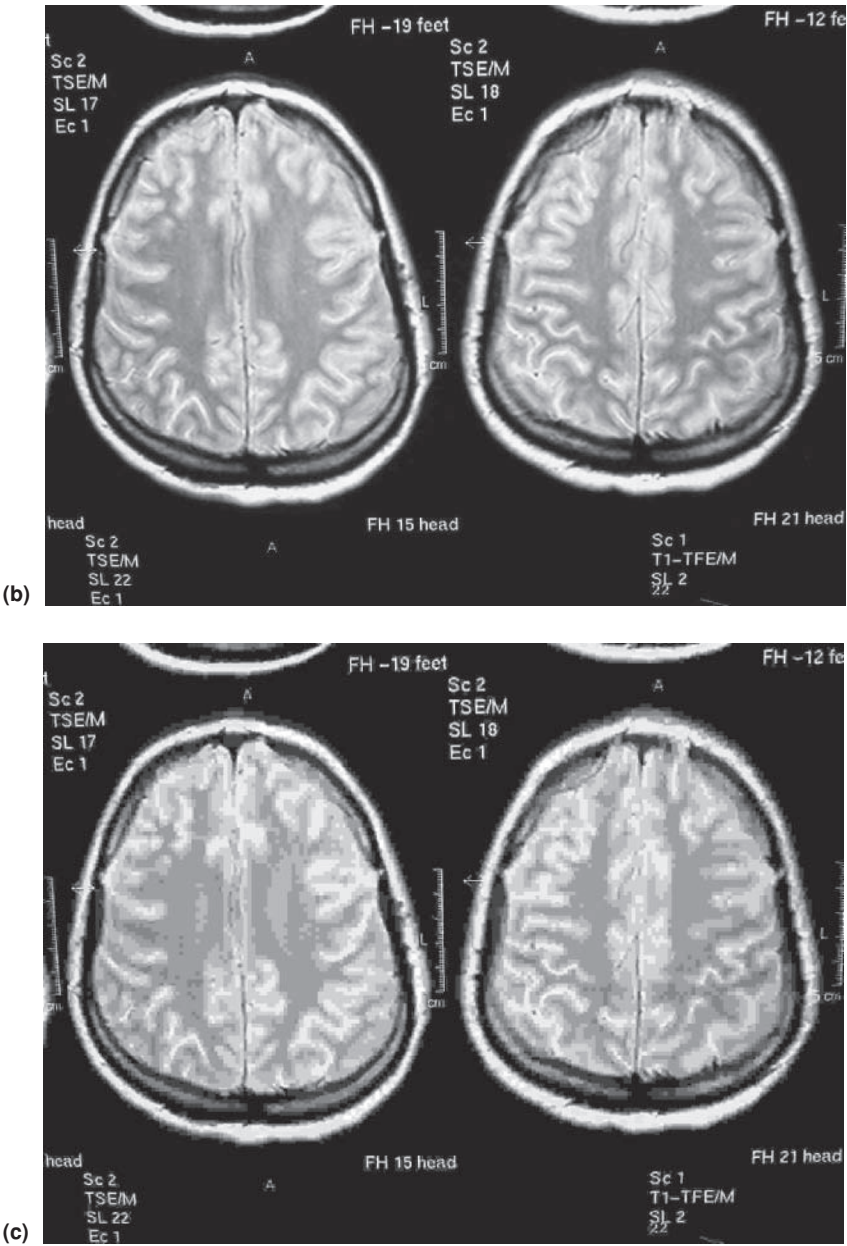 FH −19 feet
FH −12 fe
Sc 2
TSE/M
SL 17
Ec 1
A
Sc 2
TSE/M
SL 18
Ec 1
A
L
cm
cm
L
5 cm
head
FH 15 head
FH 21 head
Sc 2
TSE/M
SL 22
Ec 1
A
Sc 1
T1−TFE/M
SL 2
22
(b)
FH −19 feet
FH −12 fe
Sc 2
TSE/M
SL 17
Ec 1
A
Sc 2
TSE/M
SL 18
Ec 1
A
L
cm
cm
L
5 cm
head
FH 15 head
FH 21 head
Sc 2
TSE/M
SL 22
Ec 1
A
Sc 1
T1−TFE/M
SL 2
22
(c)